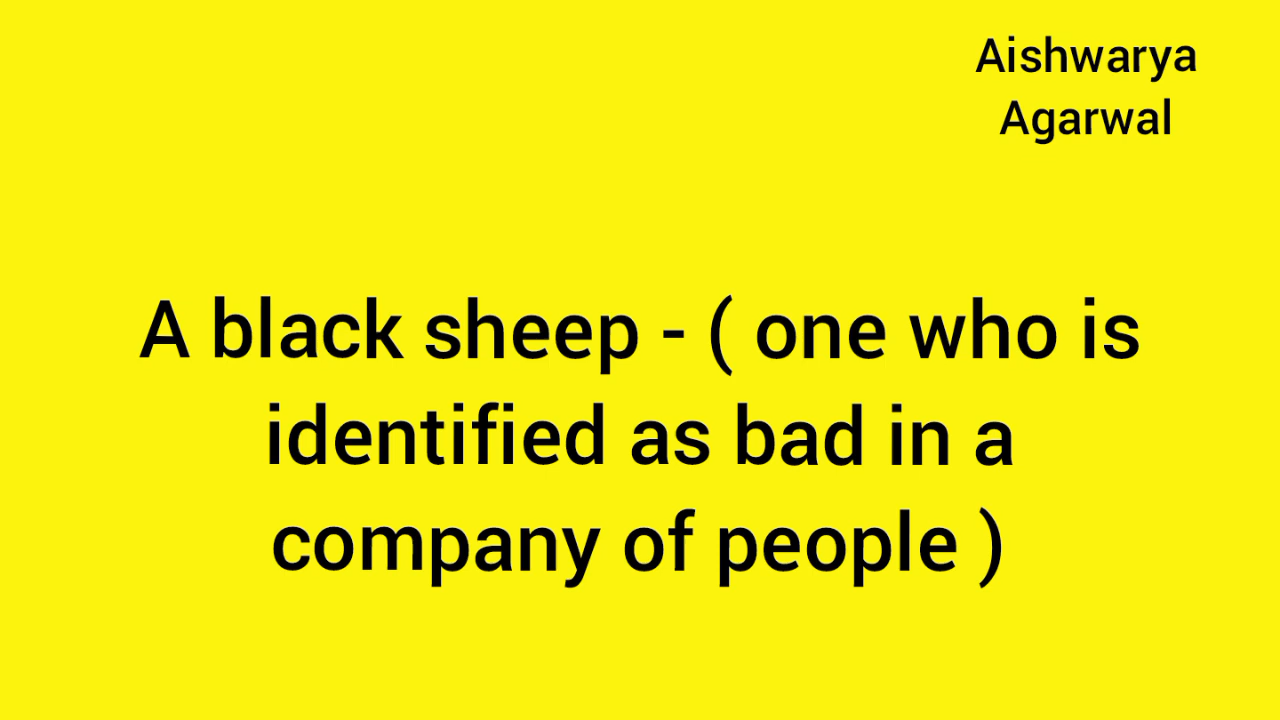 Aishwarya
Agarwal
A black sheep - ( one who is
identified as bad in a
company of people )